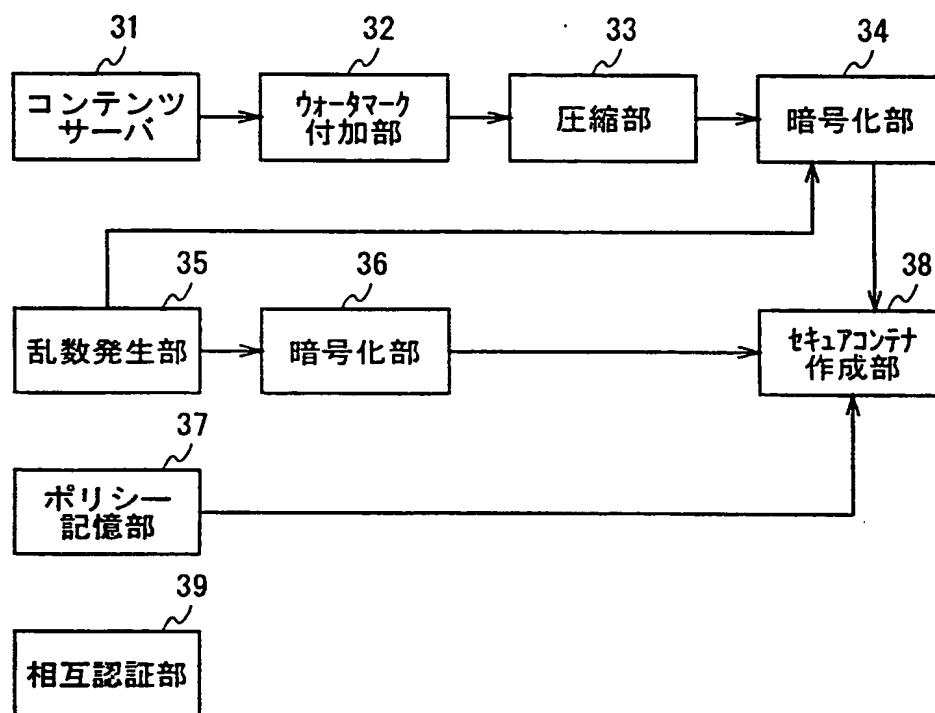 31
コンテンツ
サーバ
32
ウォータマーク
付加部
33
圧縮部
34
暗号化部
35
乱数発生部
36
暗号化部
38
セキュアコンテナ
作成部
37
ポリシー
記憶部
39
相互認証部